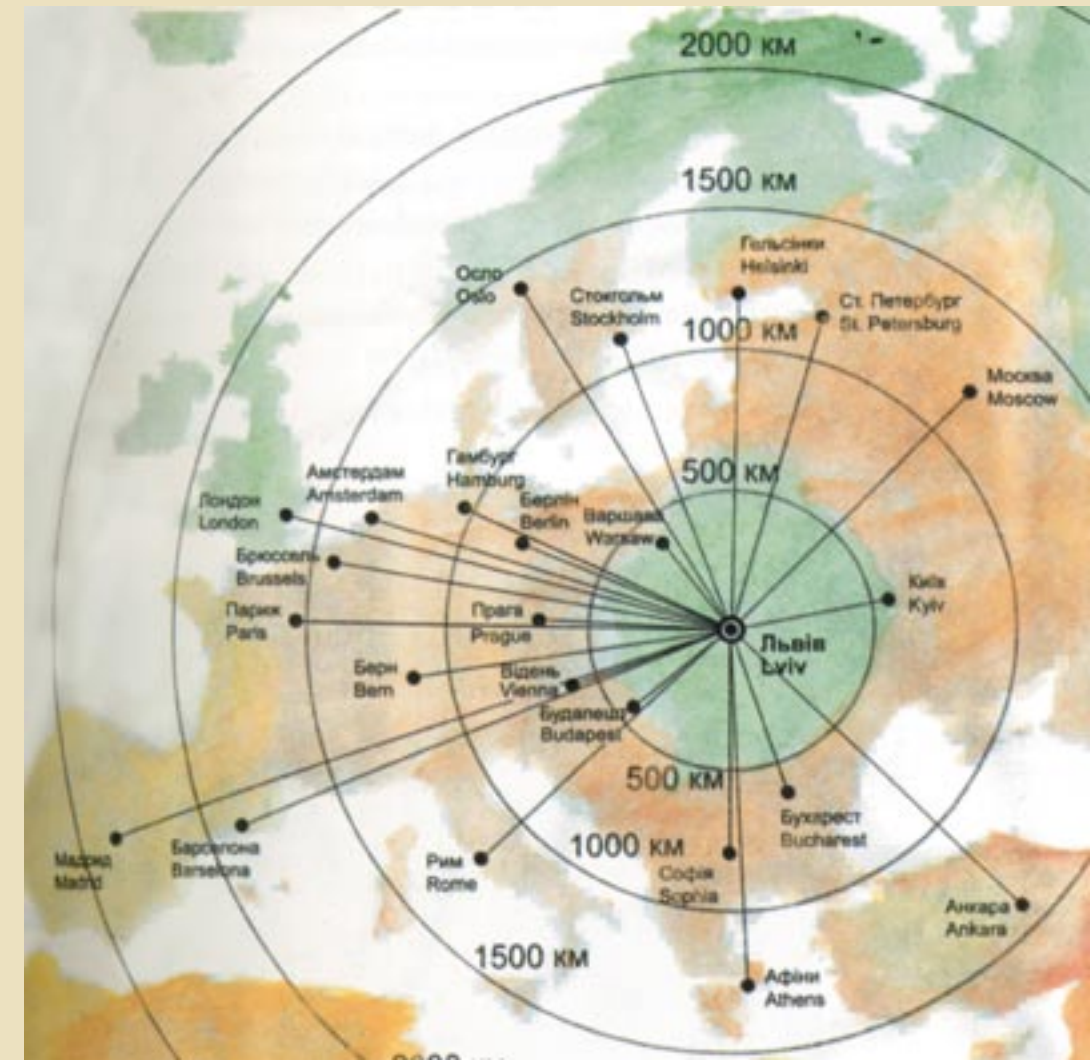 2000 км
1500 км
Гельсінки
Helsinki
Осло
Oslo
Стокгольм
Stockholm
Ст. Петербург
St. Petersburg
1000 км
Москва
Moscow
Гамбург
Hamburg
500 км
Амстердам
Amsterdam
Берлін
Berlin
Лондон
London
Варшава
Warsaw
Брюссель
Brussels
Київ
Kyiv
Париж
Paris
Прага
Prague
Львів
Lviv
Берн
Bern
Відень
Vienna
Будапешт
Budapest
500 км
Бухарест
Bucharest
1000 км
Мадрид
Madrid
Барселона
Barselona
Рим
Rome
Софія
Sophia
Анкара
Ankara
1500 км
Афіни
Athens